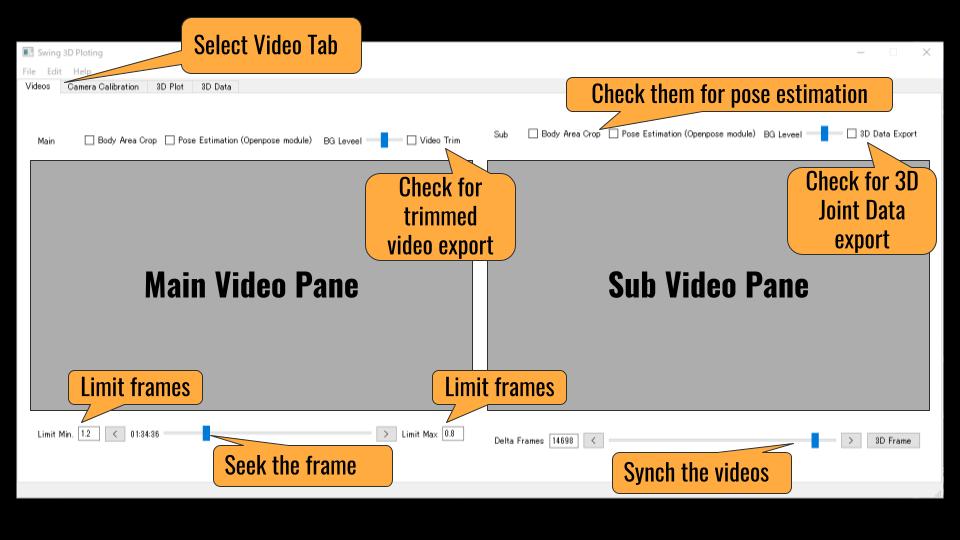 Select Video Tab
Swing 3D Ploting
File Edit Help
Videos Camera Calibration 3D Plot 3D Data
Check them for pose estimation
Main Body Area Crop Pose Estimation (Openpose module) BG Leveel Video Trim
Sub Body Area Crop Pose Estimation (Openpose module) BG Leveel 3D Data Export
Check for
trimmed
video export
Check for 3D
Joint Data
export
Main Video Pane
Sub Video Pane
Limit frames
Limit frames
Limit Min. 1.2 < 01:34:36 > Limit Max 0.8
Delta Frames 14698 < > 3D Frame
Seek the frame
Synch the videos